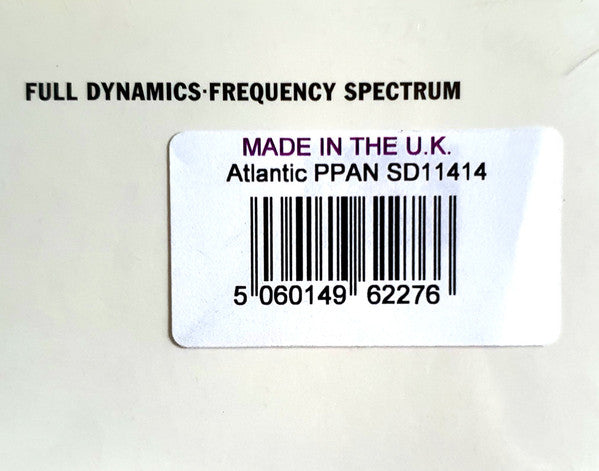 FULL DYNAMICS·FREQUENCY SPECTRUM
MADE IN THE U.K.
Atlantic PPAN SD11414
5 060149 62276